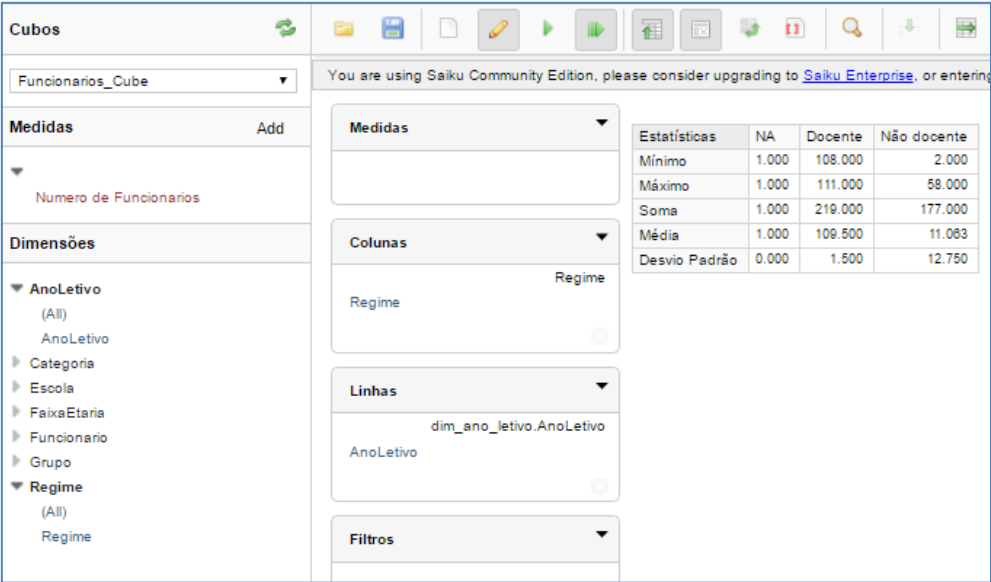 Cubos
Funcionarios_Cube
Medidas Add
Numero de Funcionarios
Dimensões
AnoLetivo
(All)
AnoLetivo
Categoria
Escola
FaixaEtaria
Funcionario
Grupo
Regime
(All)
Regime
You are using Saiku Community Edition, please consider upgrading to Saiku Enterprise, or entering
Medidas
Colunas
Regime
Regime
Linhas
dim_ano_letivo.AnoLetivo
AnoLetivo
Filtros
Estatísticas NA Docente Não docente
Mínimo 1.000 108.000 2.000
Máximo 1.000 111.000 58.000
Soma 1.000 219.000 177.000
Média 1.000 109.500 11.063
Desvio Padrão 0.000 1.500 12.750